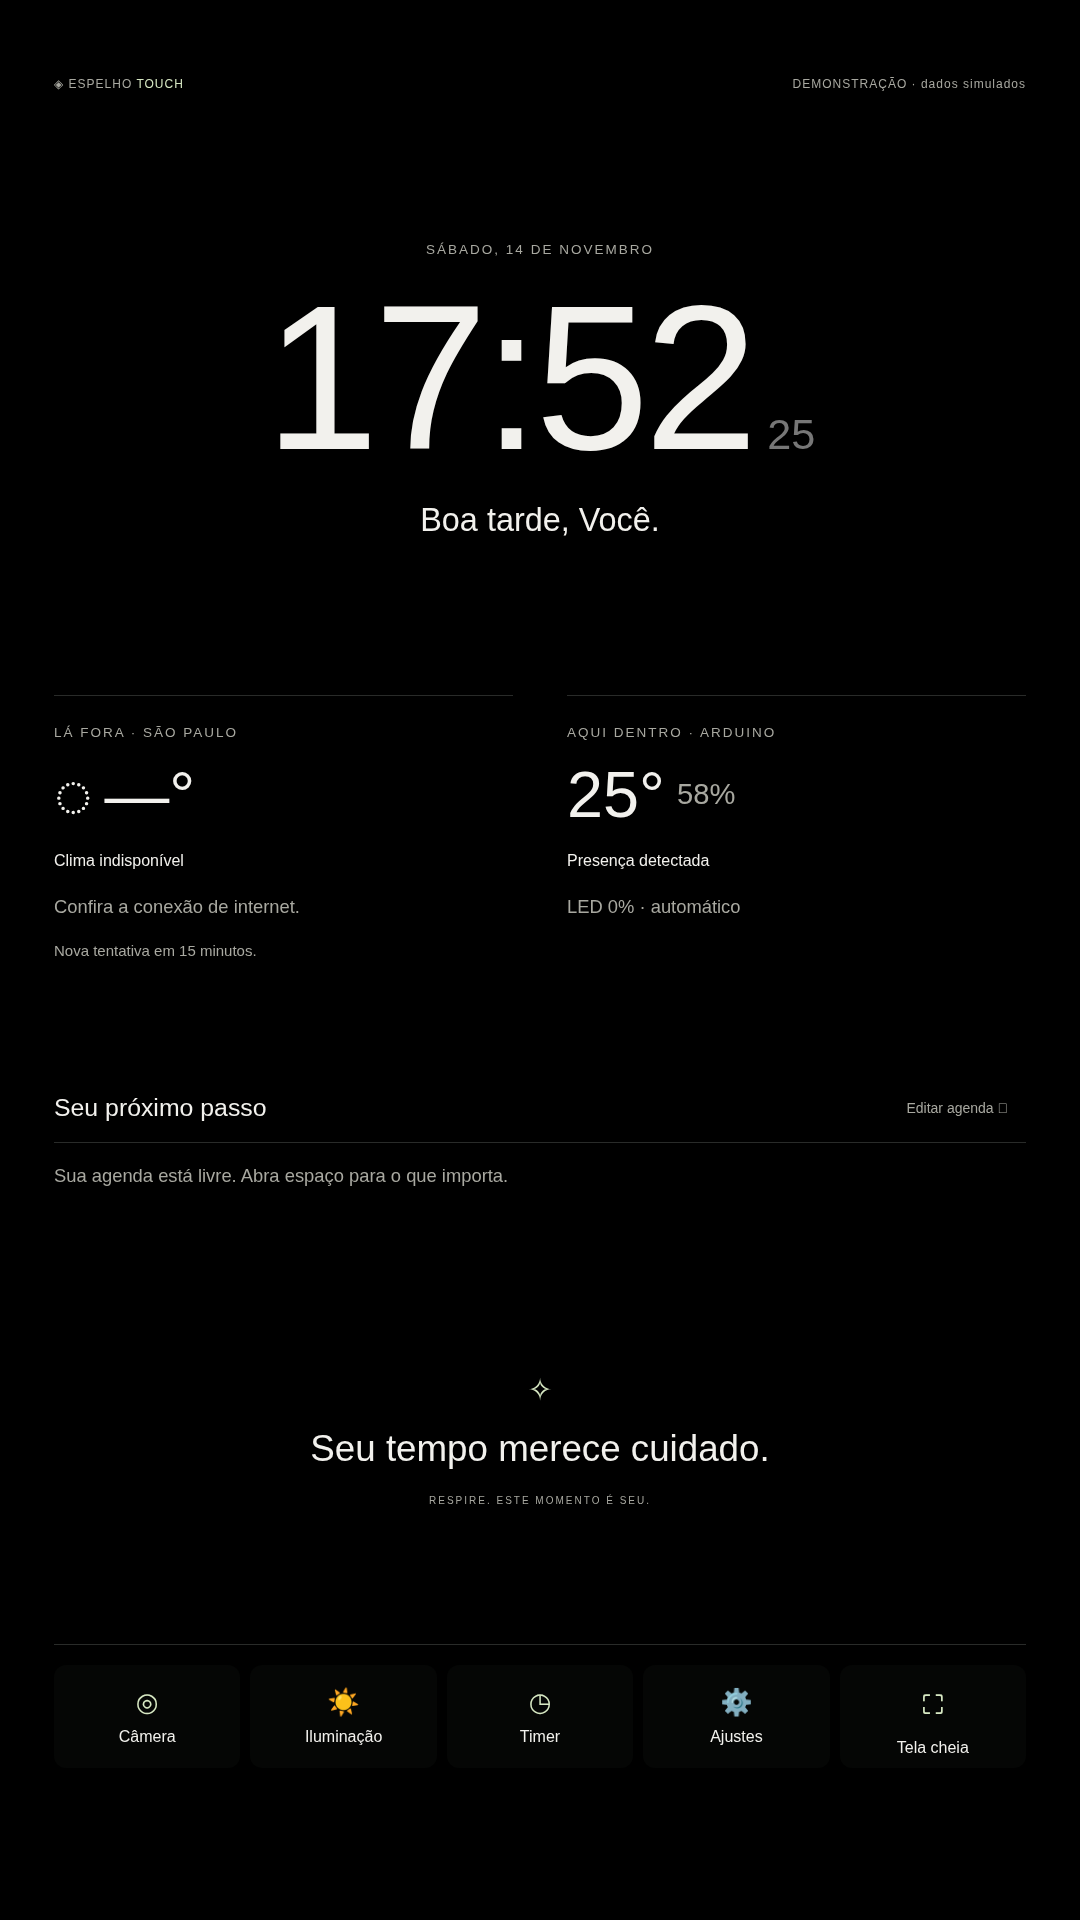 ◈ ESPELHO TOUCH
DEMONSTRAÇÃO · dados simulados
SÁBADO, 14 DE NOVEMBRO
17:52 25
Boa tarde, Você.
LÁ FORA · SÃO PAULO
—°
Clima indisponível
Confira a conexão de internet.
Nova tentativa em 15 minutos.
AQUI DENTRO · ARDUINO
25° 58%
Presença detectada
LED 0% · automático
Seu próximo passo
Editar agenda
Sua agenda está livre. Abra espaço para o que importa.
✧
Seu tempo merece cuidado.
RESPIRE. ESTE MOMENTO É SEU.
Câmera
Iluminação
Timer
Ajustes
Tela cheia